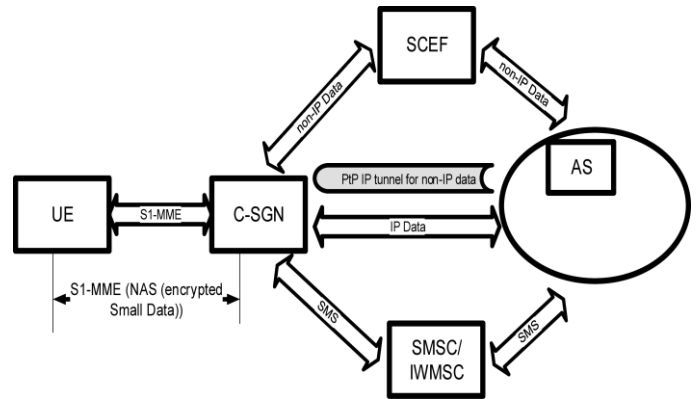 SCEF
non-IP Data
non-IP Data
PtP IP tunnel for non-IP data
AS
UE
S1-MME
C-SGN
IP Data
S1-MME (NAS (encrypted
Small Data))
SMS
SMS
SMSC/
IWMSC